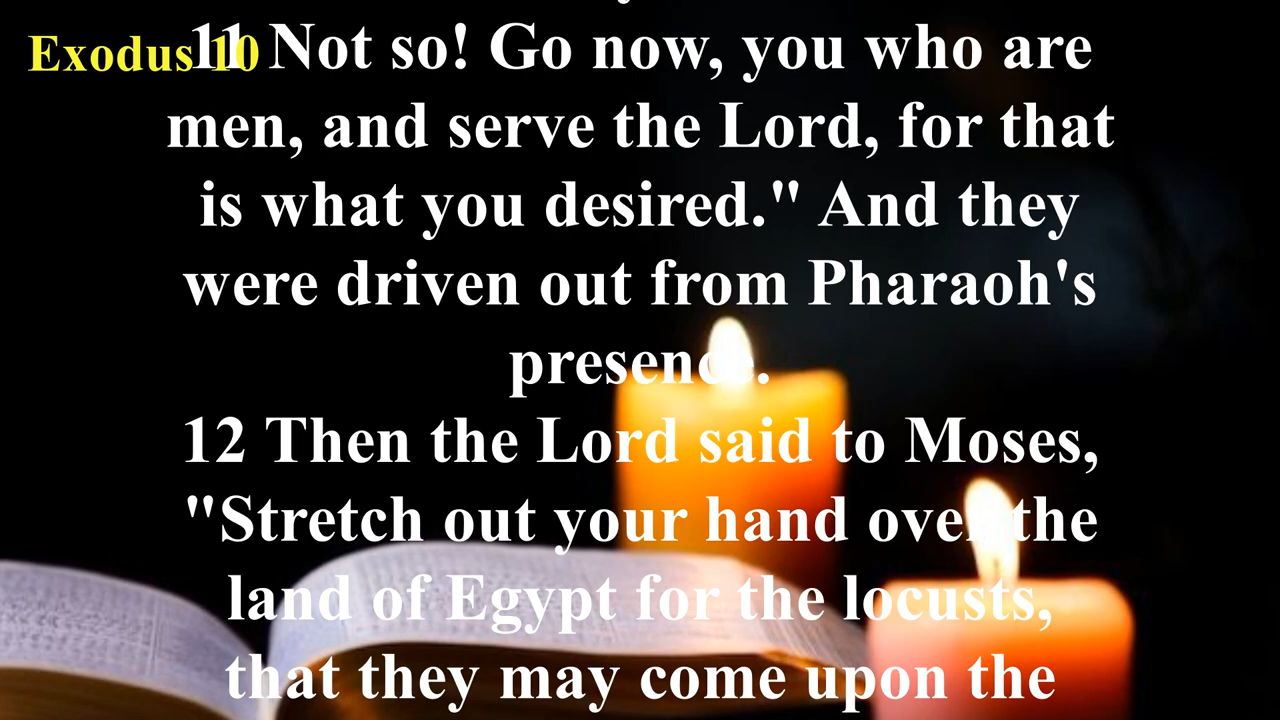 Exodus 10
11 Not so! Go now, you who are
men, and serve the Lord, for that
is what you desired." And they
were driven out from Pharaoh's
presence.
12 Then the Lord said to Moses,
"Stretch out your hand over the
land of Egypt for the locusts,
that they may come upon the